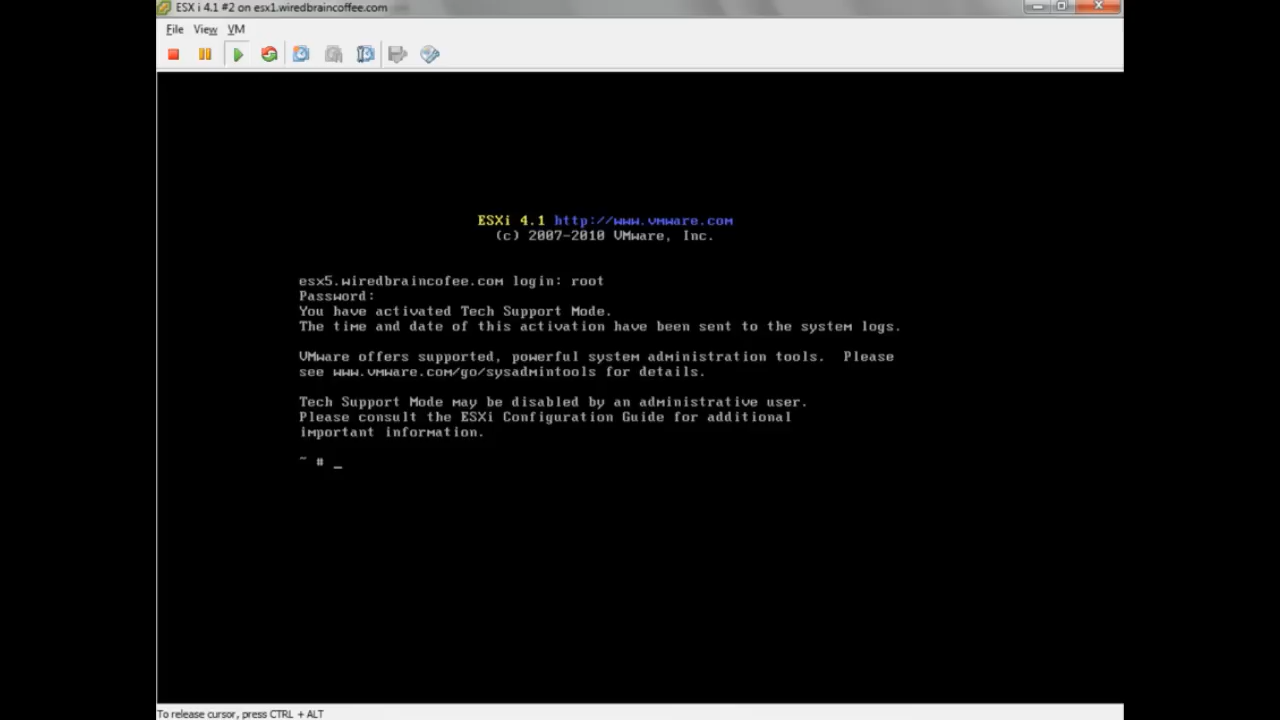 ESX i 4.1 #2 on esx1.wiredbraincoffee.com
File View VM
ESXi 4.1 http://www.vmware.com
(c) 2007-2010 VMware, Inc.
esx5.wiredbraincofee.com login: root
Password:
You have activated Tech Support Mode.
The time and date of this activation have been sent to the system logs.
VMware offers supported, powerful system administration tools. Please
see www.vmware.com/go/sysadmintools for details.
Tech Support Mode may be disabled by an administrative user.
Please consult the ESXi Configuration Guide for additional
important information.
~ # _
To release cursor, press CTRL + ALT